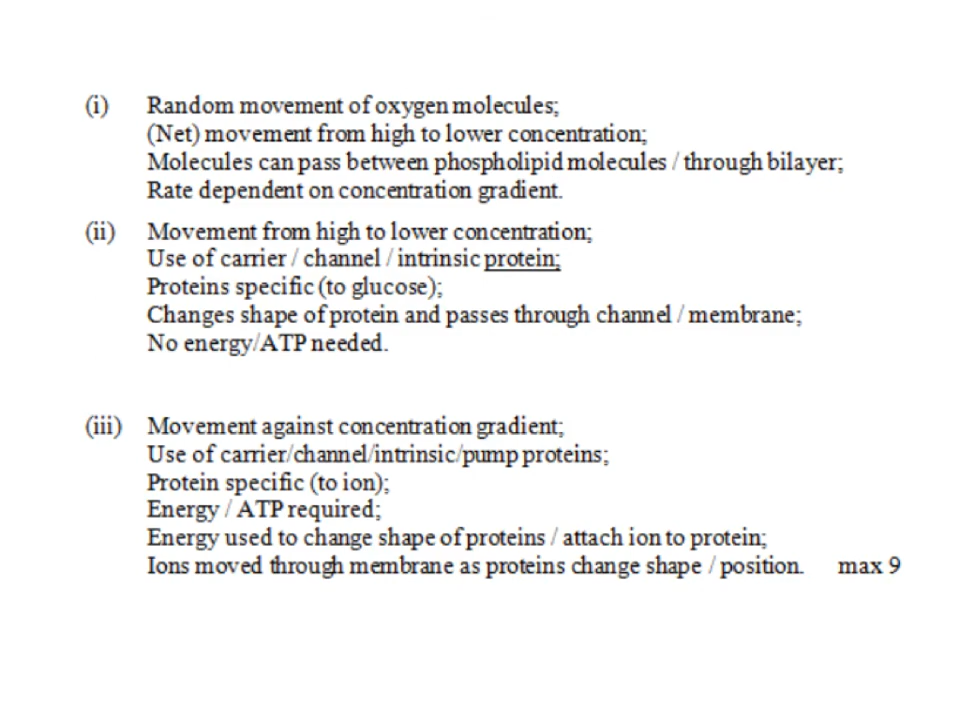 (i) Random movement of oxygen molecules;
(Net) movement from high to lower concentration;
Molecules can pass between phospholipid molecules / through bilayer;
Rate dependent on concentration gradient.
(ii) Movement from high to lower concentration;
Use of carrier / channel / intrinsic protein;
Proteins specific (to glucose);
Changes shape of protein and passes through channel / membrane;
No energy/ATP needed.
(iii) Movement against concentration gradient;
Use of carrier/channel/intrinsic/pump proteins;
Protein specific (to ion);
Energy / ATP required;
Energy used to change shape of proteins / attach ion to protein;
Ions moved through membrane as proteins change shape / position. max 9